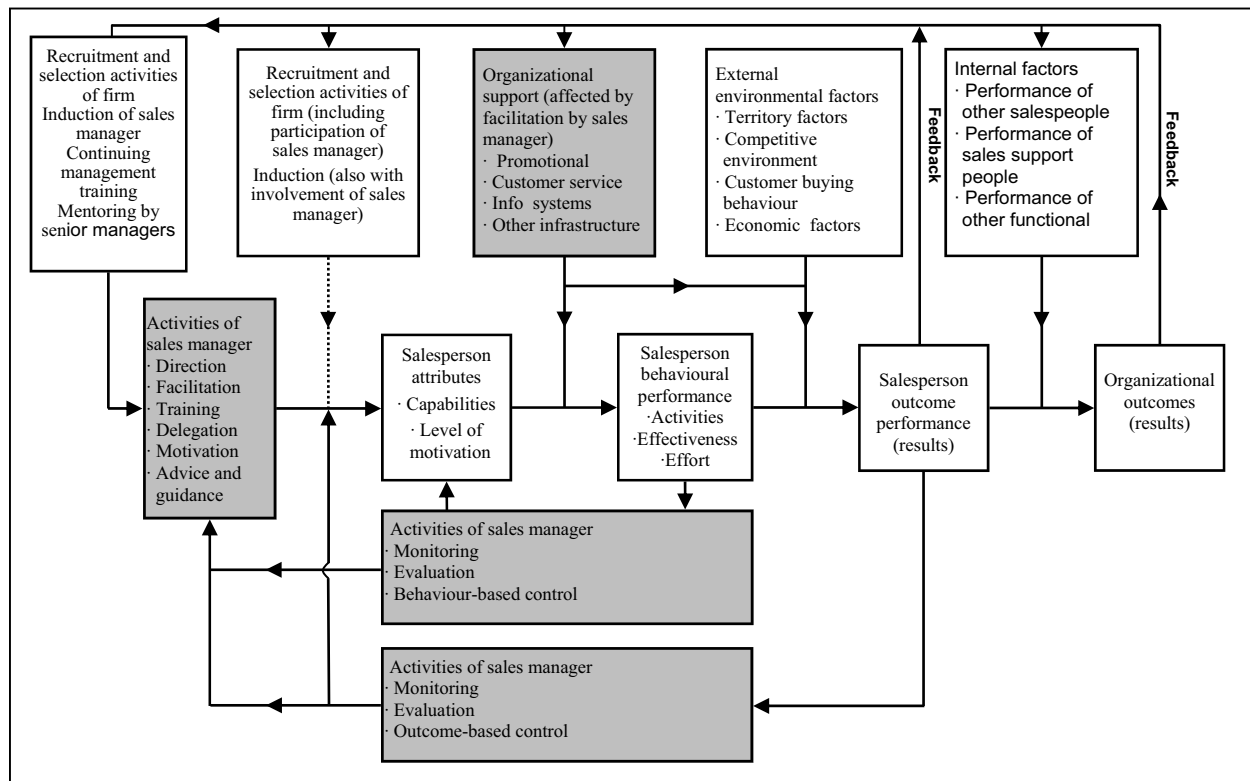 Recruitment and
selection activities
of firm
Induction of sales
manager
Continuing
management
training
Mentoring by
senior managers
Recruitment and
selection activities of
firm (including
participation of
sales manager)
Induction (also with
involvement of sales
manager)
Organizational
support (affected by
facilitation by sales
manager)
· Promotional
· Customer service
· Info systems
· Other infrastructure
External
environmental factors
· Territory factors
· Competitive
environment
· Customer buying
behaviour
· Economic factors
Feedback
Internal factors
· Performance of
other salespeople
· Performance of
sales support
people
· Performance of
other functional
Feedback
Activities of
sales manager
· Direction
· Facilitation
· Training
· Delegation
· Motivation
· Advice and
guidance
Salesperson
attributes
· Capabilities
· Level of
motivation
Salesperson
behavioural
performance
·Activities
·Effectiveness
·Effort
Salesperson
outcome
performance
(results)
Organizational
outcomes
(results)
Activities of sales manager
· Monitoring
· Evaluation
· Behaviour-based control
Activities of sales manager
· Monitoring
· Evaluation
· Outcome-based control